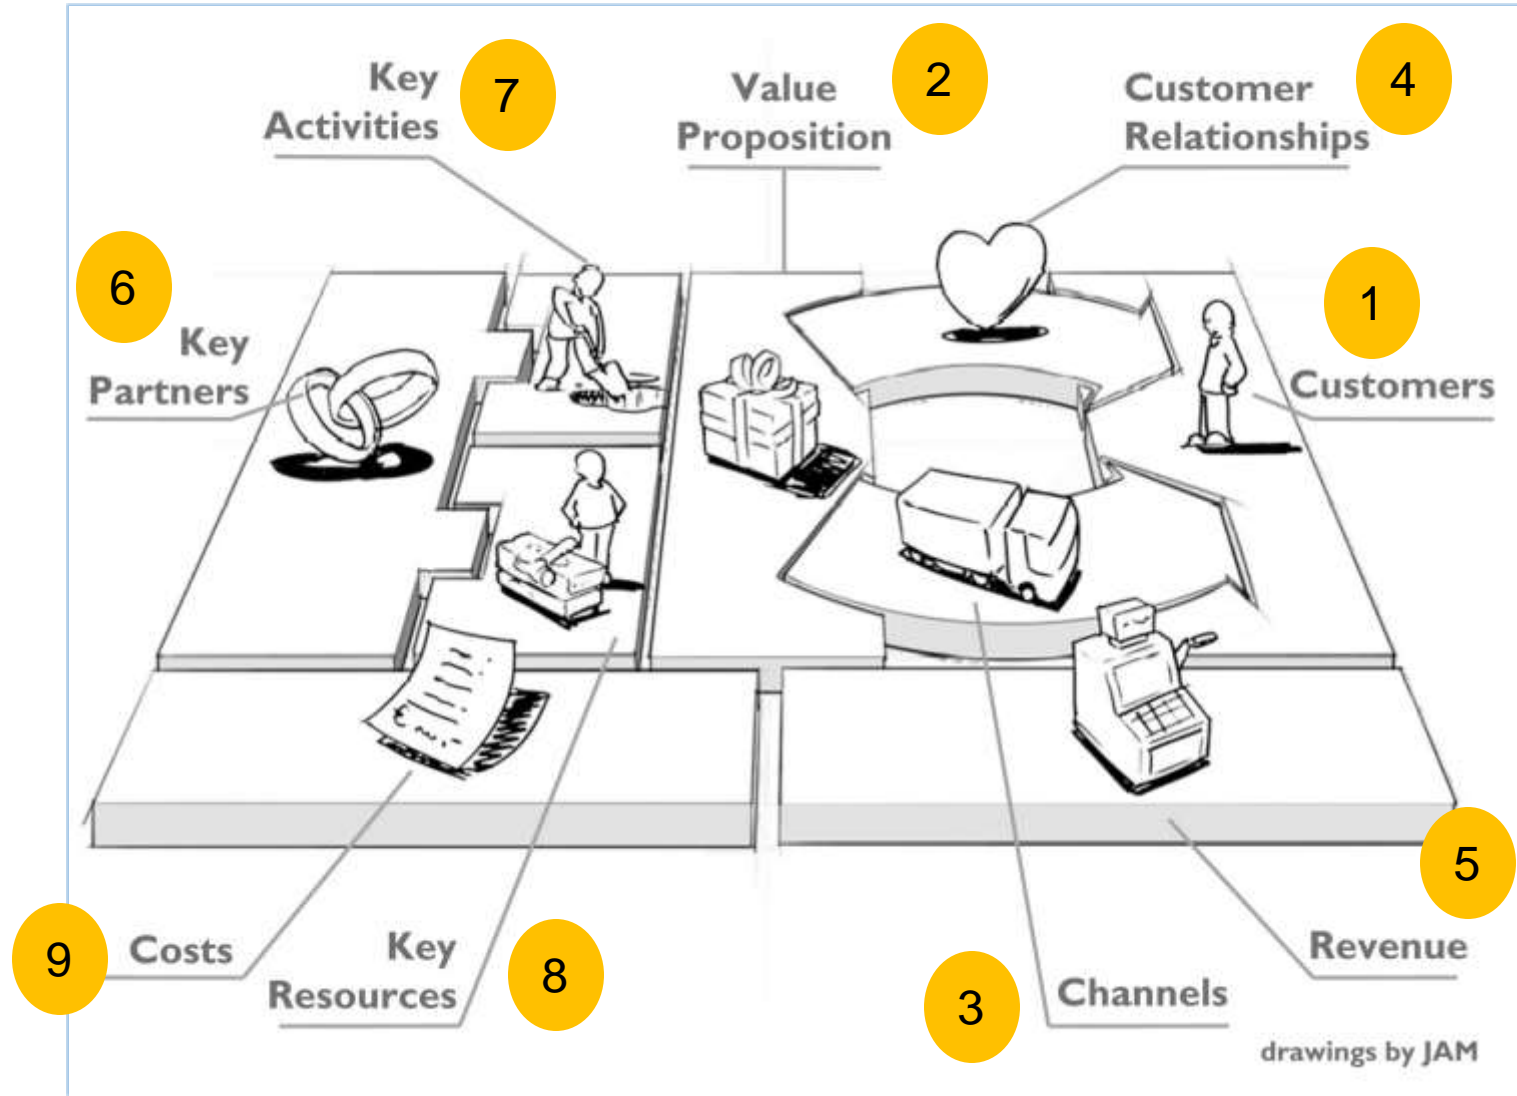 Key
Activities
7
Value
Proposition
2
Customer
Relationships
4
6
Key
Partners
1
Customers
5
9
Costs
Key
Resources
8
3
Channels
Revenue
drawings by JAM